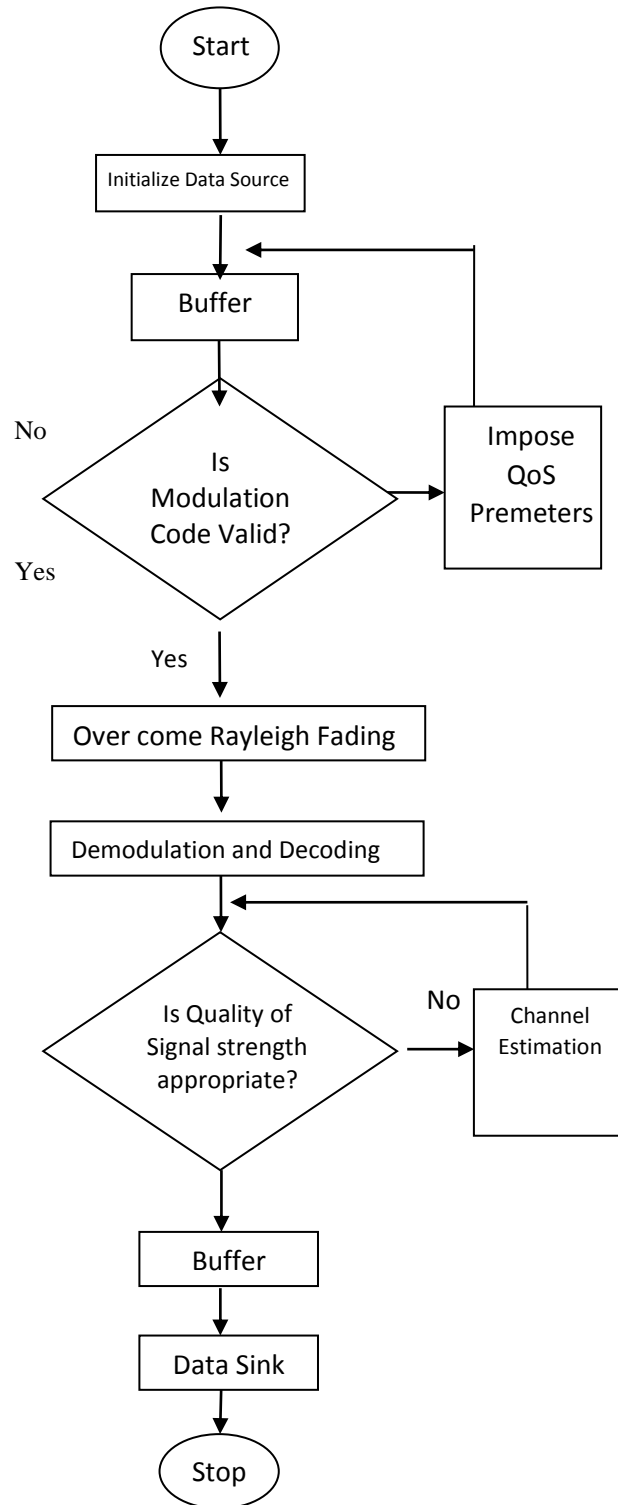 Start
Initialize Data Source
Buffer
No
Is
Modulation
Code Valid?
Impose
QoS
Premeters
Yes
Yes
Over come Rayleigh Fading
Demodulation and Decoding
Is Quality of
Signal strength
appropriate?
No
Channel
Estimation
Buffer
Data Sink
Stop